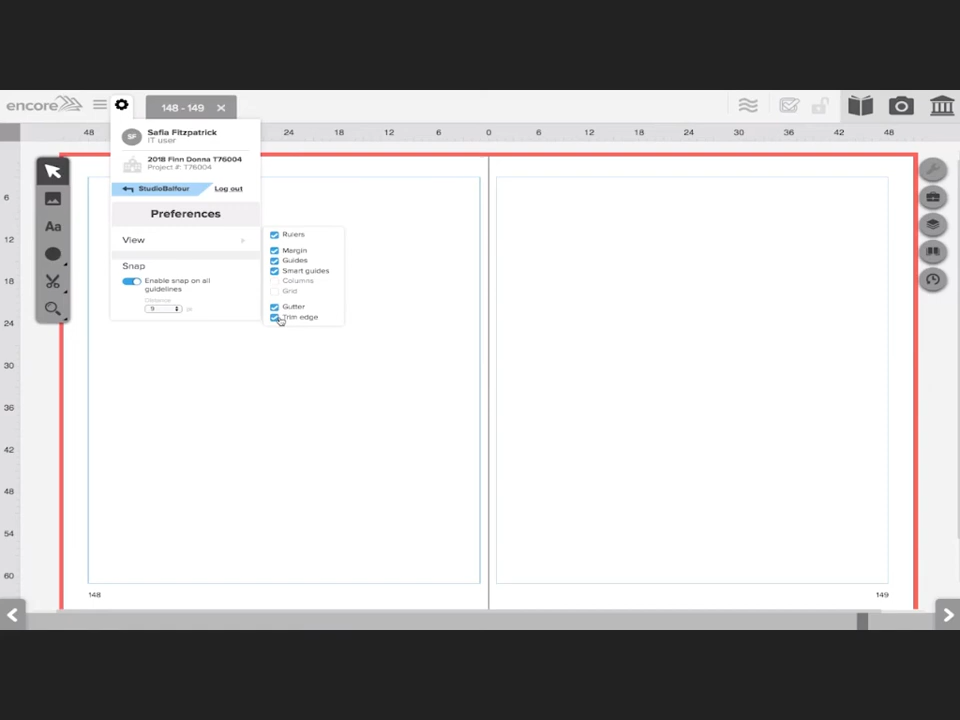 encore
148 - 149
48 24 18 12 6 0 6 12 18 24 30 36 42 48
SF
Safia Fitzpatrick
IT user
2018 Finn Donna T76004
Project #: T76004
StudioBalfour
Log out
Preferences
View
Rulers
Margin
Guides
Smart guides
Columns
Grid
Gutter
Trim edge
Snap
Enable snap on all
guidelines
Distance
9
Aa
6
12
18
24
30
36
42
48
54
60
148
149